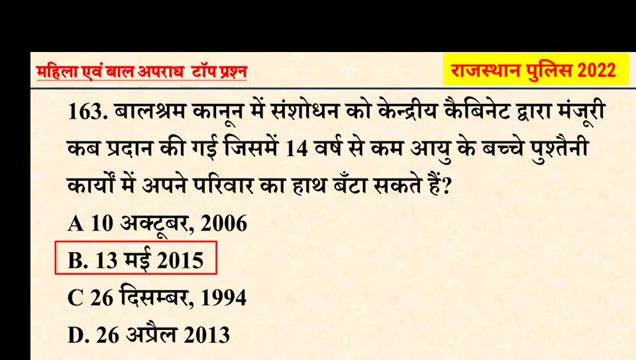 महिला एवं बाल अपराध टॉप प्रश्न
राजस्थान पुलिस 2022
163. बालश्रम कानून में संशोधन को केन्द्रीय कैबिनेट द्वारा मंजूरी
कब प्रदान की गई जिसमें 14 वर्ष से कम आयु के बच्चे पुश्तैनी
कार्यों में अपने परिवार का हाथ बँटा सकते हैं?
A 10 अक्टूबर, 2006
B. 13 मई 2015
C 26 दिसम्बर, 1994
D. 26 अप्रैल 2013